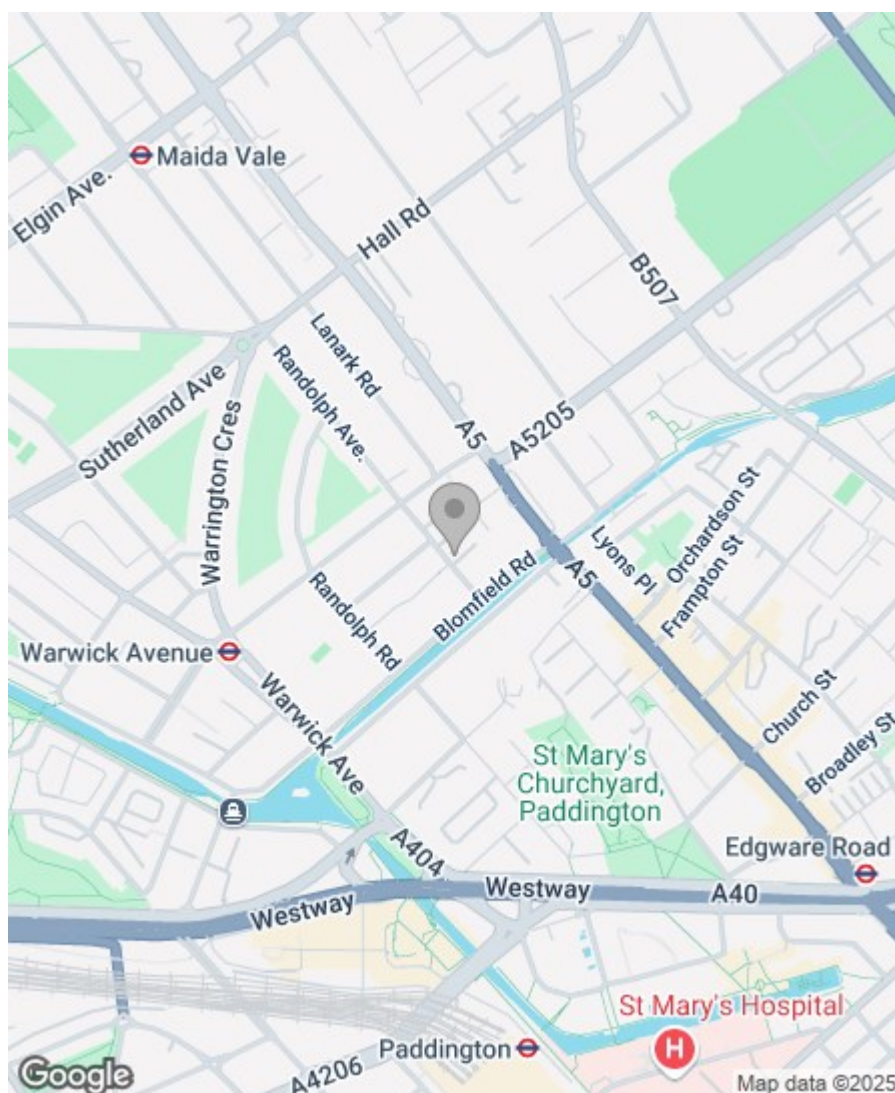 Maida Vale
Elgin Ave.
Hall Rd
B507
Lanark Rd
Randolph Ave.
Sutherland Ave
A5
A5205
Warrington Cres
Orchardson St
Lyons Pl
Frampton St
A5
Blomfield Rd
Randolph Rd
Warwick Avenue
Warwick Ave
Church St
Broadley St
St Mary's
Churchyard,
Paddington
Edgware Road
A404
Westway
Westway
A40
St Mary's Hospital
H
Paddington
A4206
Google
Map data ©2025